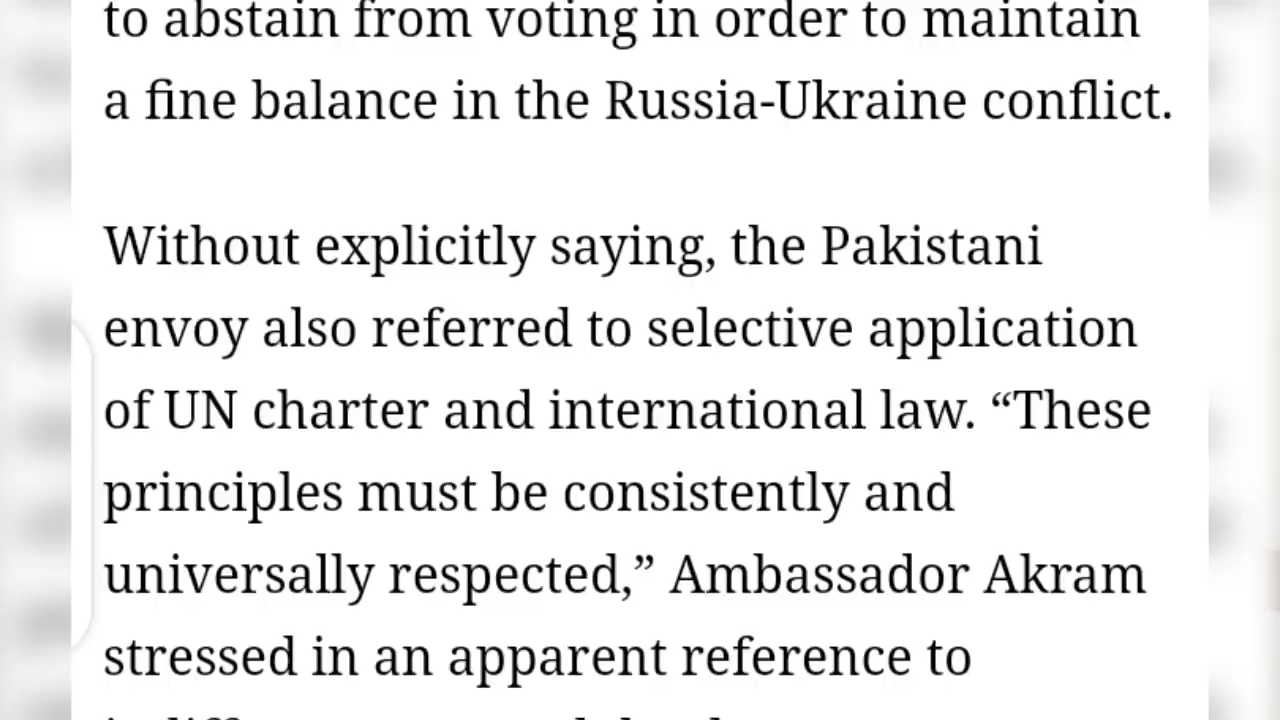 to abstain from voting in order to maintain
a fine balance in the Russia-Ukraine conflict.
Without explicitly saying, the Pakistani
envoy also referred to selective application
of UN charter and international law. “These
principles must be consistently and
universally respected,” Ambassador Akram
stressed in an apparent reference to